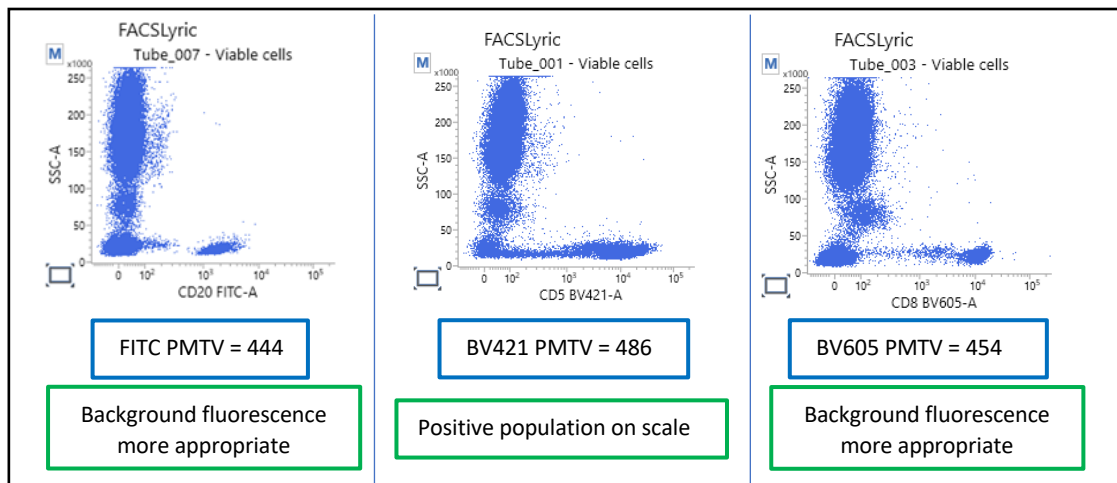 FACSLyric
M
Tube_007 - Viable cells
x1000
250
200
150
100
50
0
SSC-A
0 10² 10³ 10⁴ 10⁵
CD20 FITC-A
FITC PMTV = 444
Background fluorescence
more appropriate
FACSLyric
M
Tube_001 - Viable cells
x1000
250
200
150
100
50
0
SSC-A
0 10² 10³ 10⁴ 10⁵
CD5 BV421-A
BV421 PMTV = 486
Positive population on scale
FACSLyric
M
Tube_003 - Viable cells
x1000
250
200
150
100
50
0
SSC-A
0 10² 10³ 10⁴ 10⁵
CD8 BV605-A
BV605 PMTV = 454
Background fluorescence
more appropriate